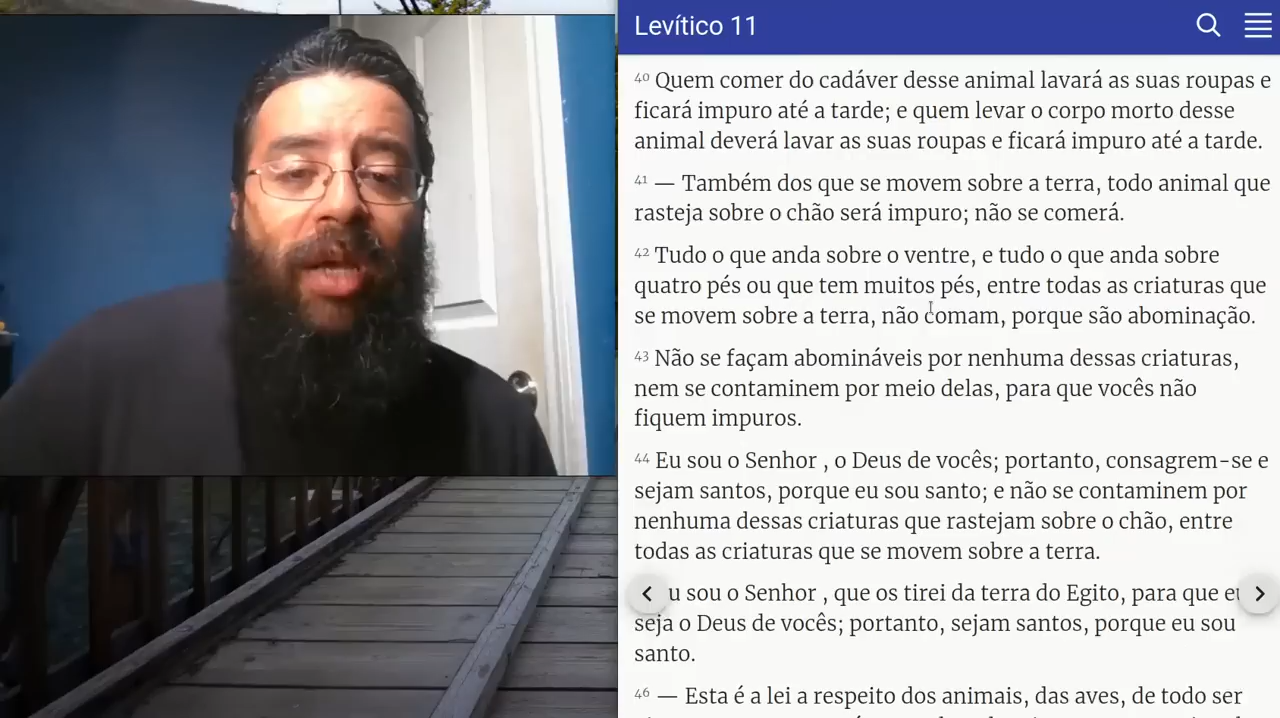 Levítico 11
40 Quem comer do cadáver desse animal lavará as suas roupas e
ficará impuro até a tarde; e quem levar o corpo morto desse
animal deverá lavar as suas roupas e ficará impuro até a tarde.
41 — Também dos que se movem sobre a terra, todo animal que
rasteja sobre o chão será impuro; não se comerá.
42 Tudo o que anda sobre o ventre, e tudo o que anda sobre
quatro pés ou que tem muitos pés, entre todas as criaturas que
se movem sobre a terra, não comam, porque são abominação.
43 Não se façam abomináveis por nenhuma dessas criaturas,
nem se contaminem por meio delas, para que vocês não
fiquem impuros.
44 Eu sou o Senhor , o Deus de vocês; portanto, consagrem-se e
sejam santos, porque eu sou santo; e não se contaminem por
nenhuma dessas criaturas que rastejam sobre o chão, entre
todas as criaturas que se movem sobre a terra.
u sou o Senhor , que os tirei da terra do Egito, para que eu
seja o Deus de vocês; portanto, sejam santos, porque eu sou
santo.
46 — Esta é a lei a respeito dos animais, das aves, de todo ser